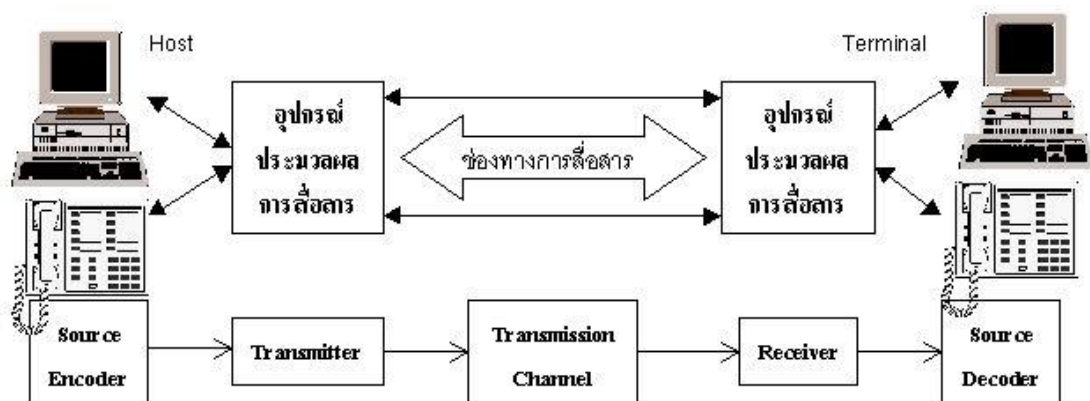 Host
Terminal
อุปกรณ์
ประมวลผล
การสื่อสาร
ช่องทางการสื่อสาร
อุปกรณ์
ประมวลผล
การสื่อสาร
Source
Encoder
Transmitter
Transmission
Channel
Receiver
Source
Decoder